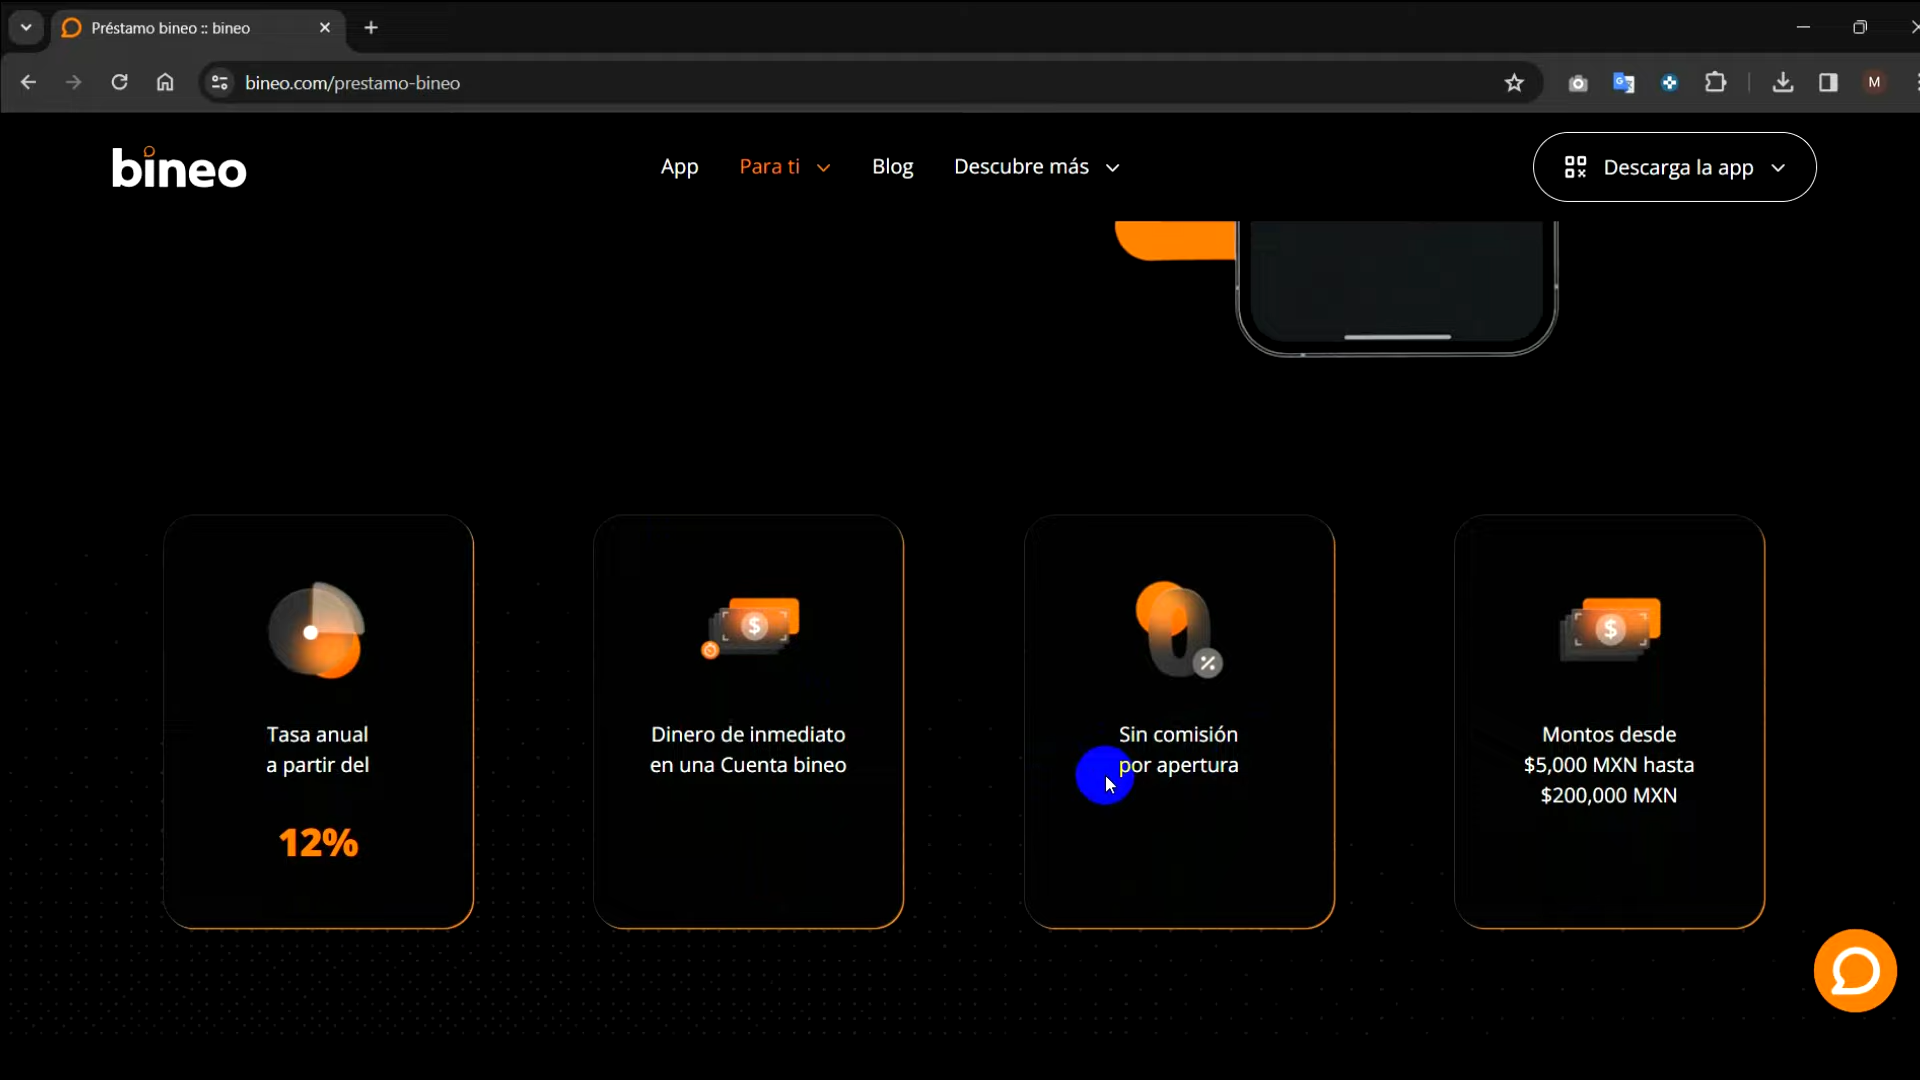 Préstamo bineo :: bineo
bineo.com/prestamo-bineo
M
bineo
App
Para ti
Blog
Descubre más
Descarga la app
Tasa anual
a partir del
12%
$
Dinero de inmediato
en una Cuenta bineo
0
%
Sin comisión
por apertura
$
Montos desde
$5,000 MXN hasta
$200,000 MXN